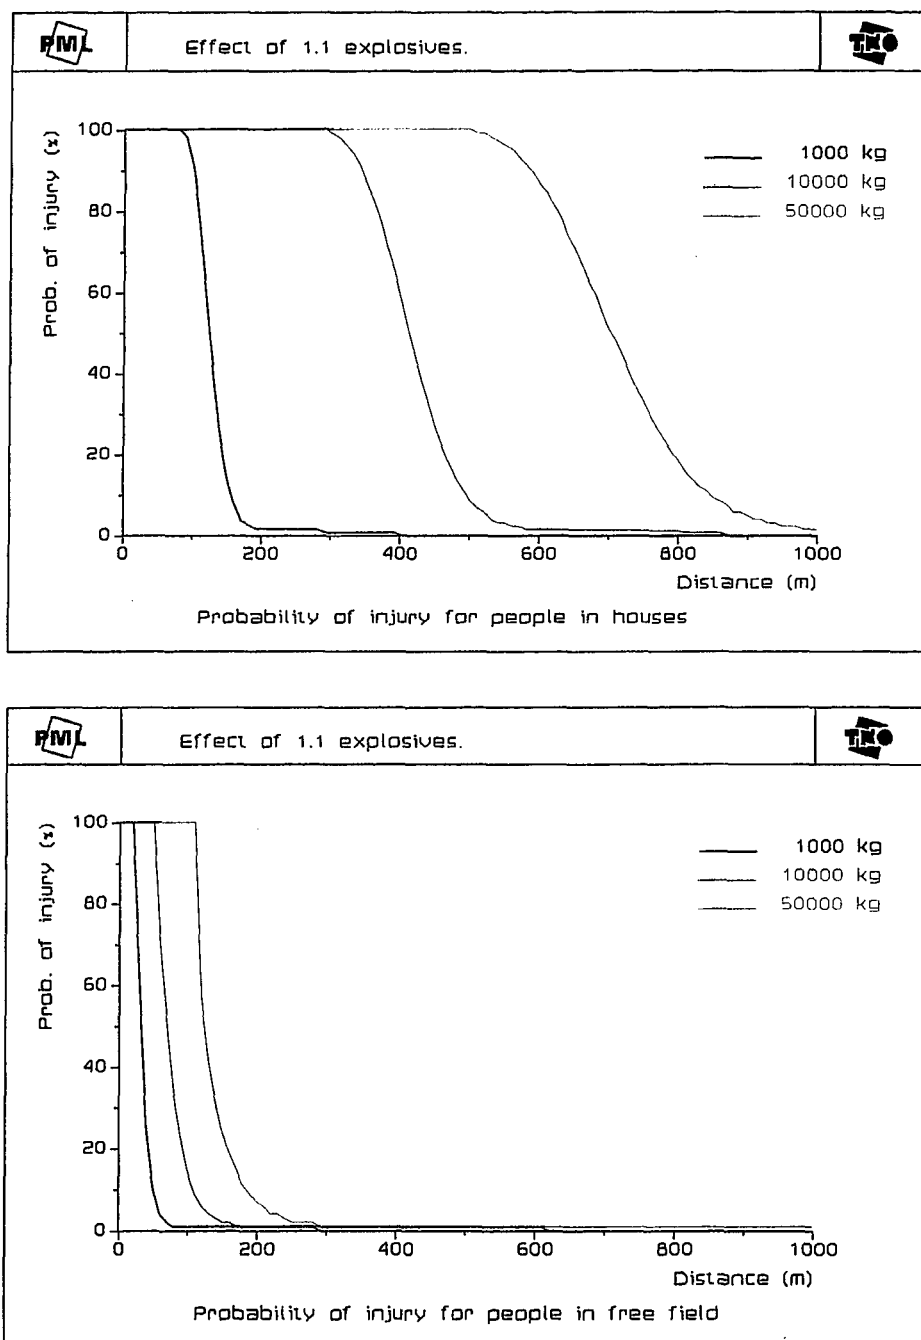 PML
Effect of 1.1 explosives.
TNO
Prob. of injury (%)
100
80
60
40
20
0
1000 kg
10000 kg
50000 kg
0 200 400 600 800 1000
Distance (m)
Probability of injury for people in houses
PML
Effect of 1.1 explosives.
TNO
Prob. of injury (%)
100
80
60
40
20
0
1000 kg
10000 kg
50000 kg
0 200 400 600 800 1000
Distance (m)
Probability of injury for people in free field